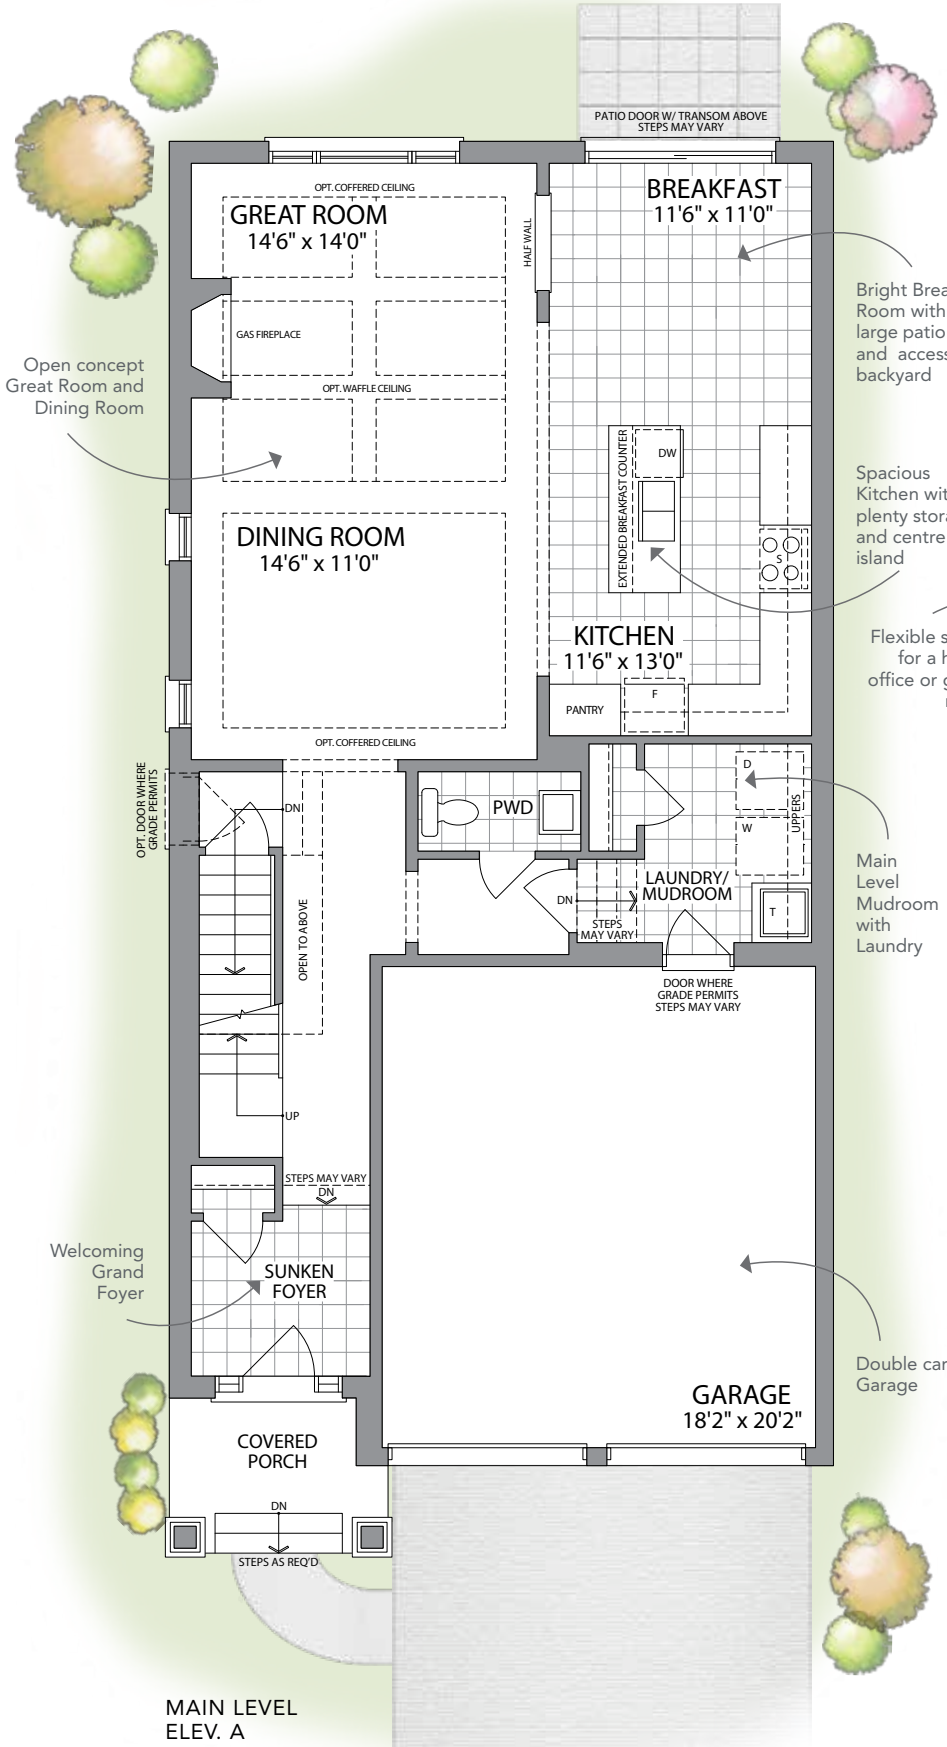 PATIO DOOR W/ TRANSOM ABOVE
STEPS MAY VARY
OPT. COFFERED CEILING
GREAT ROOM
14'6" x 14'0"
BREAKFAST
11'6" x 11'0"
HALF WALL
Bright Brea
Room with
large patio
and access
backyard
GAS FIREPLACE
Open concept
Great Room and
Dining Room
OPT. WAFFLE CEILING
EXTENDED BREAKFAST COUNTER
DW
S
Spacious
Kitchen wit
plenty stora
and centre
island
DINING ROOM
14'6" x 11'0"
KITCHEN
11'6" x 13'0"
Flexible s
for a h
office or g
PANTRY
F
OPT. COFFERED CEILING
OPT. DOOR WHERE
GRADE PERMITS
DN
PWD
D
W
UPPERS
LAUNDRY/
MUDROOM
DN
STEPS
MAY VARY
T
Main
Level
Mudroom
with
Laundry
OPEN TO ABOVE
DOOR WHERE
GRADE PERMITS
STEPS MAY VARY
UP
STEPS MAY VARY
DN
Welcoming
Grand
Foyer
SUNKEN
FOYER
Double car
Garage
GARAGE
18'2" x 20'2"
COVERED
PORCH
DN
STEPS AS REQ'D
MAIN LEVEL
ELEV. A